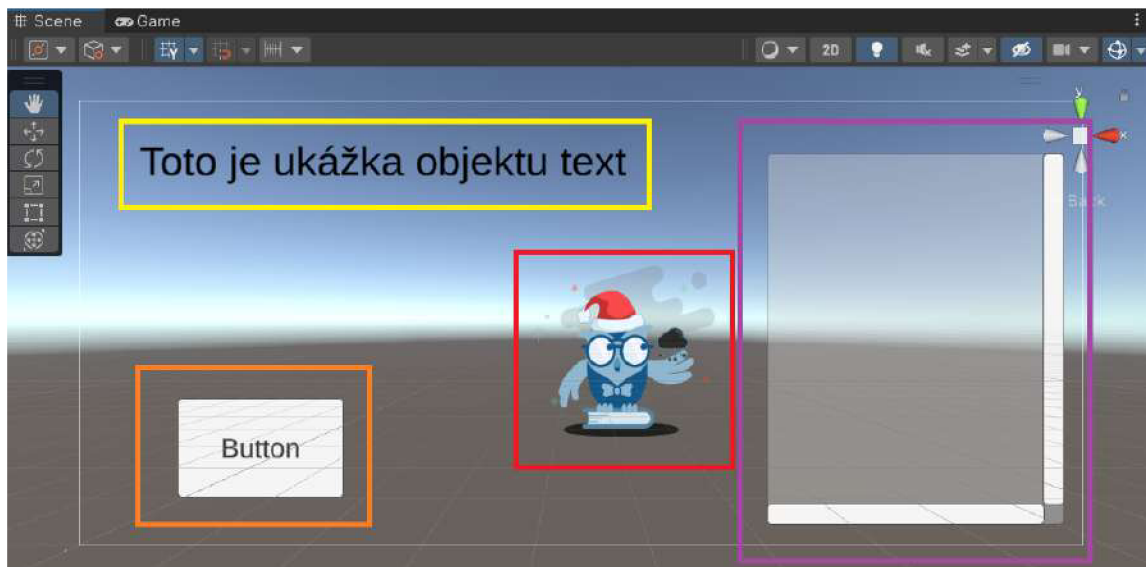 Scene Game
2D
y
x
Back
Toto je ukážka objektu text
Button